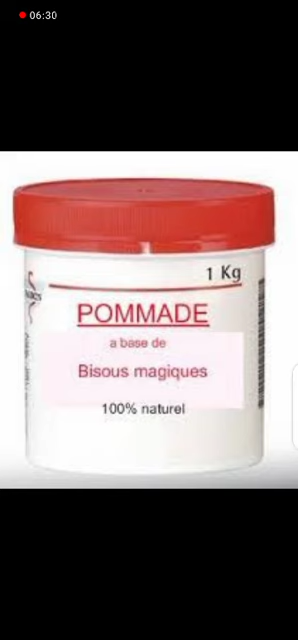 06:30
1 Kg
POMMADE
a base de
Bisous magiques
100% naturel